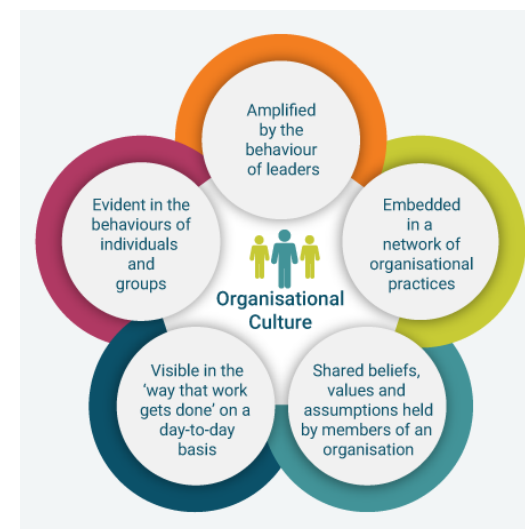 Amplified
by the
behaviour
of leaders
Evident in the
behaviours of
individuals
and
groups
Embedded
in a
network of
organisational
practices
Organisational
Culture
Visible in the
‘way that work
gets done’ on a
day-to-day
basis
Shared beliefs,
values and
assumptions held
by members of an
organisation